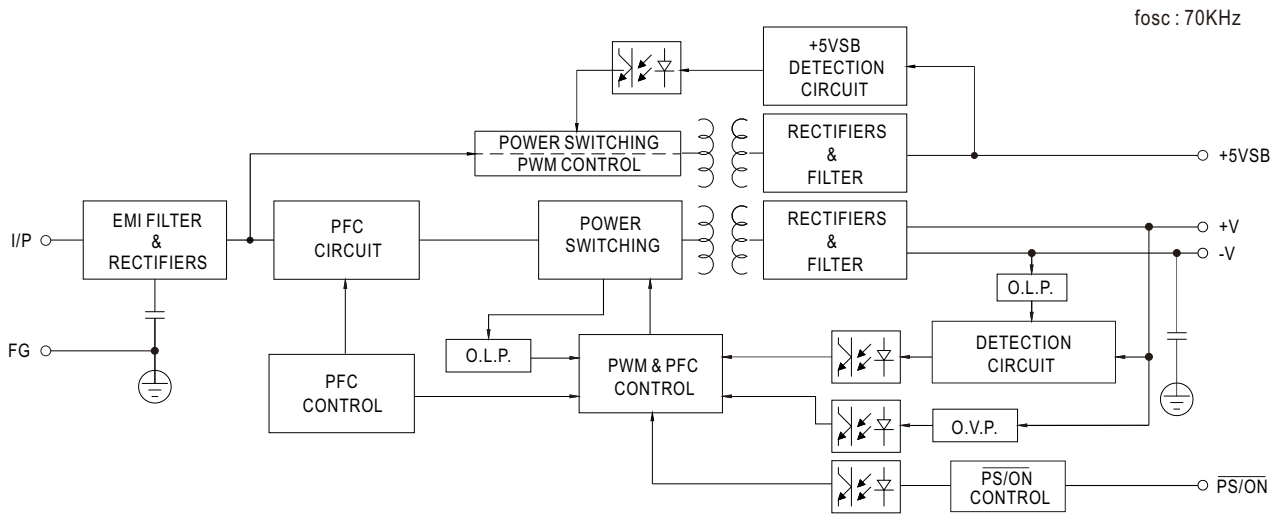 fosc : 70KHz
+5VSB
DETECTION
CIRCUIT
POWER SWITCHING
PWM CONTROL
RECTIFIERS
&
FILTER
+5VSB
I/P
EMI FILTER
&
RECTIFIERS
PFC
CIRCUIT
POWER
SWITCHING
RECTIFIERS
&
FILTER
+V
-V
O.L.P.
FG
O.L.P.
PFC
CONTROL
PWM & PFC
CONTROL
DETECTION
CIRCUIT
O.V.P.
PS/ON
CONTROL
PS/ON